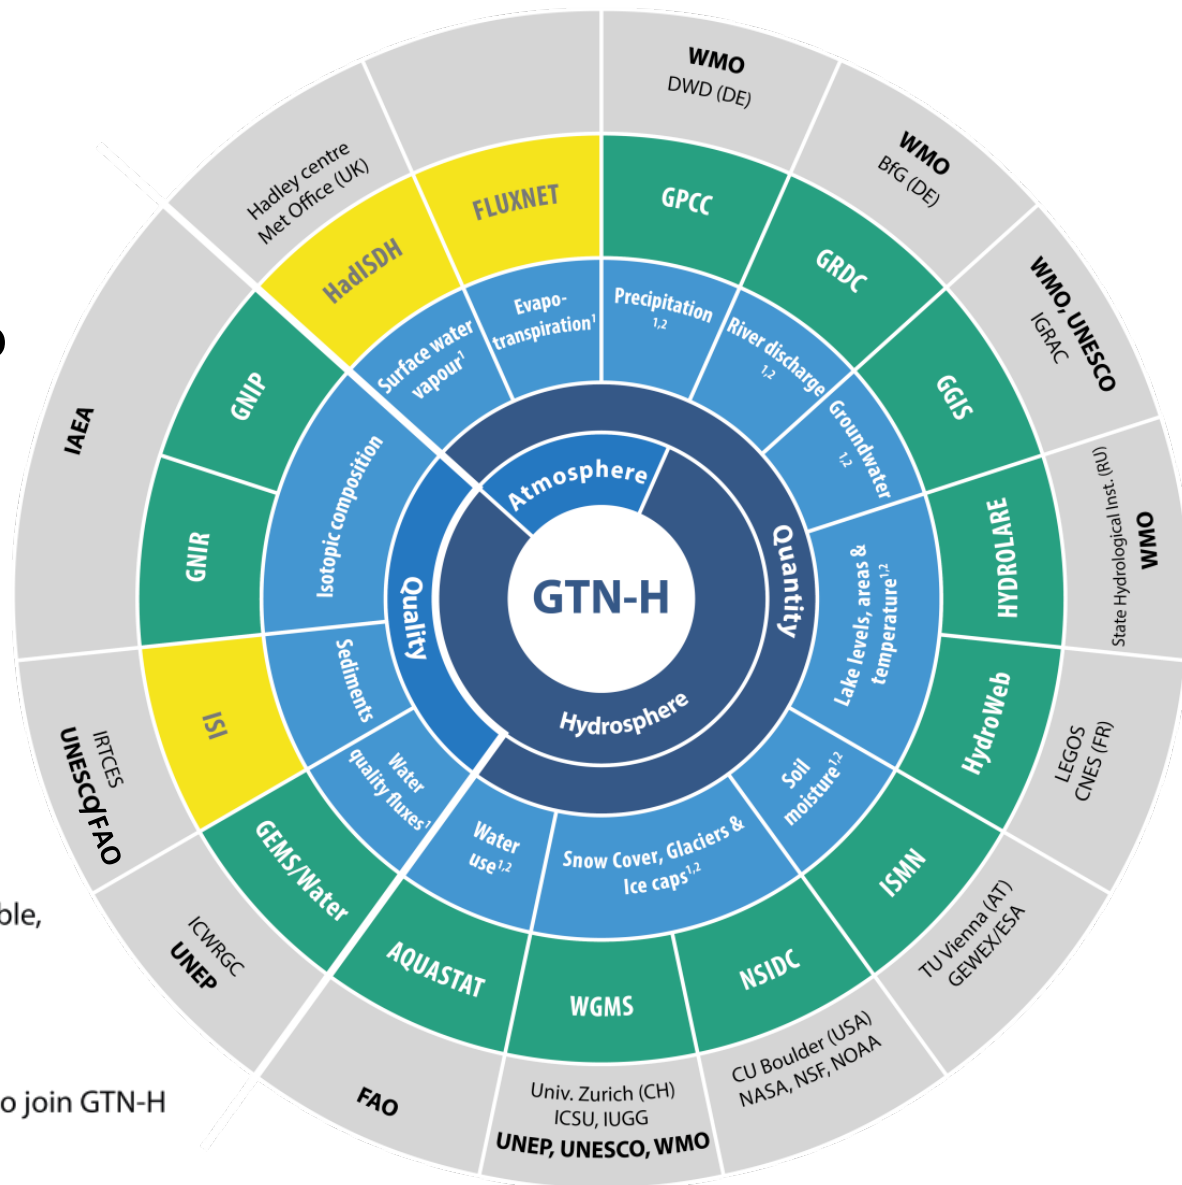 GTN-H
Atmosphere
Hydrosphere
Quantity
Quality
Precipitation
1,2
River discharge
1,2
Groundwater
1,2
Lake levels, areas &
temperature1,2
Soil
moisture1,2
Snow Cover, Glaciers &
Ice caps1,2
Water
use1,2
Water
quality fluxes1
Sediments
Isotopic composition
Surface water
vapour1
Evapo-
transpiration1
GPCC
GRDC
GGIS
HYDROLARE
HydroWeb
ISMN
NSIDC
WGMS
AQUASTAT
GEMS/Water
ISI
GNIR
GNIP
HadISDH
FLUXNET
WMO
DWD (DE)
WMO
BfG (DE)
WMO, UNESCO
IGRAC
WMO
State Hydrological Inst. (RU)
LEGOS
CNES (FR)
TU Vienna (AT)
GEWEX/ESA
CU Boulder (USA)
NASA, NSF, NOAA
Univ. Zurich (CH)
ICSU, IUGG
UNEP, UNESCO, WMO
FAO
ICWRGC
UNEP
IRTCES
UNESCO/FAO
IAEA
Hadley centre
Met Office (UK)
ble,
o join GTN-H